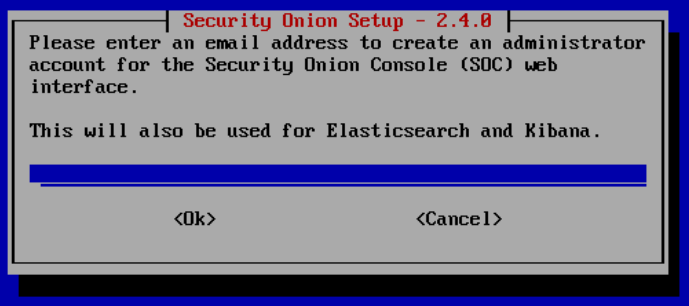 Security Onion Setup - 2.4.0
Please enter an email address to create an administrator
account for the Security Onion Console (SOC) web
interface.
This will also be used for Elasticsearch and Kibana.
<Ok> <Cancel>